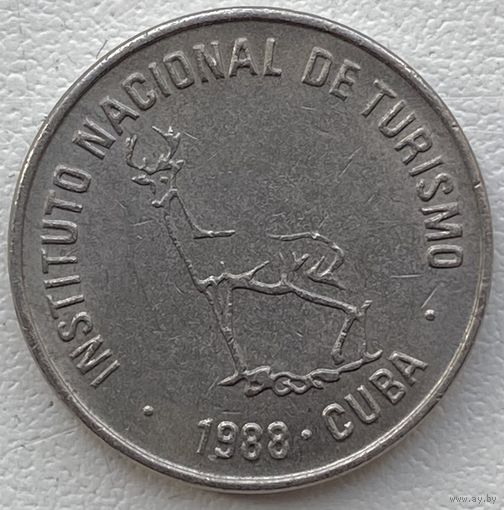 INSTITUTO NACIONAL DE TURISMO
· 1988 · CUBA ·
www.ay.by